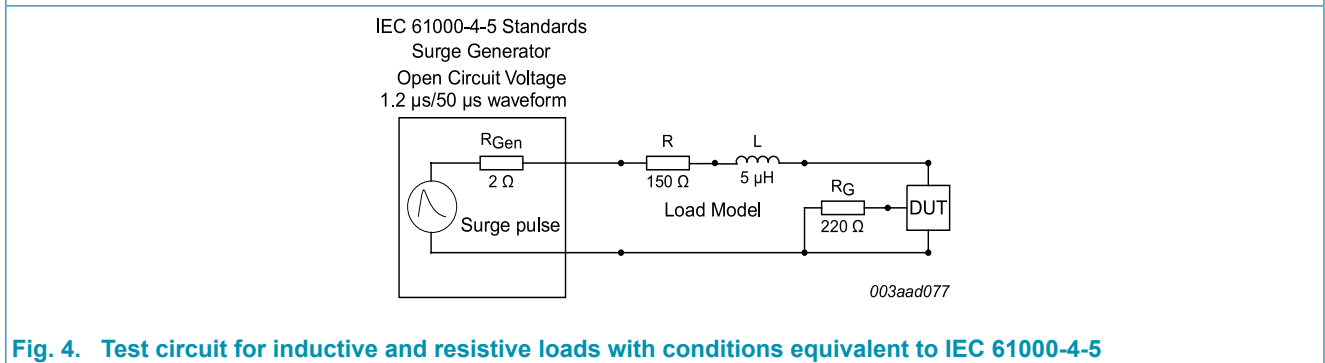 IEC 61000-4-5 Standards
Surge Generator
Open Circuit Voltage
1.2 µs/50 µs waveform
RGen
2 Ω
Surge pulse
R
150 Ω
L
5 µH
Load Model
RG
220 Ω
DUT
003aad077
Fig. 4. Test circuit for inductive and resistive loads with conditions equivalent to IEC 61000-4-5